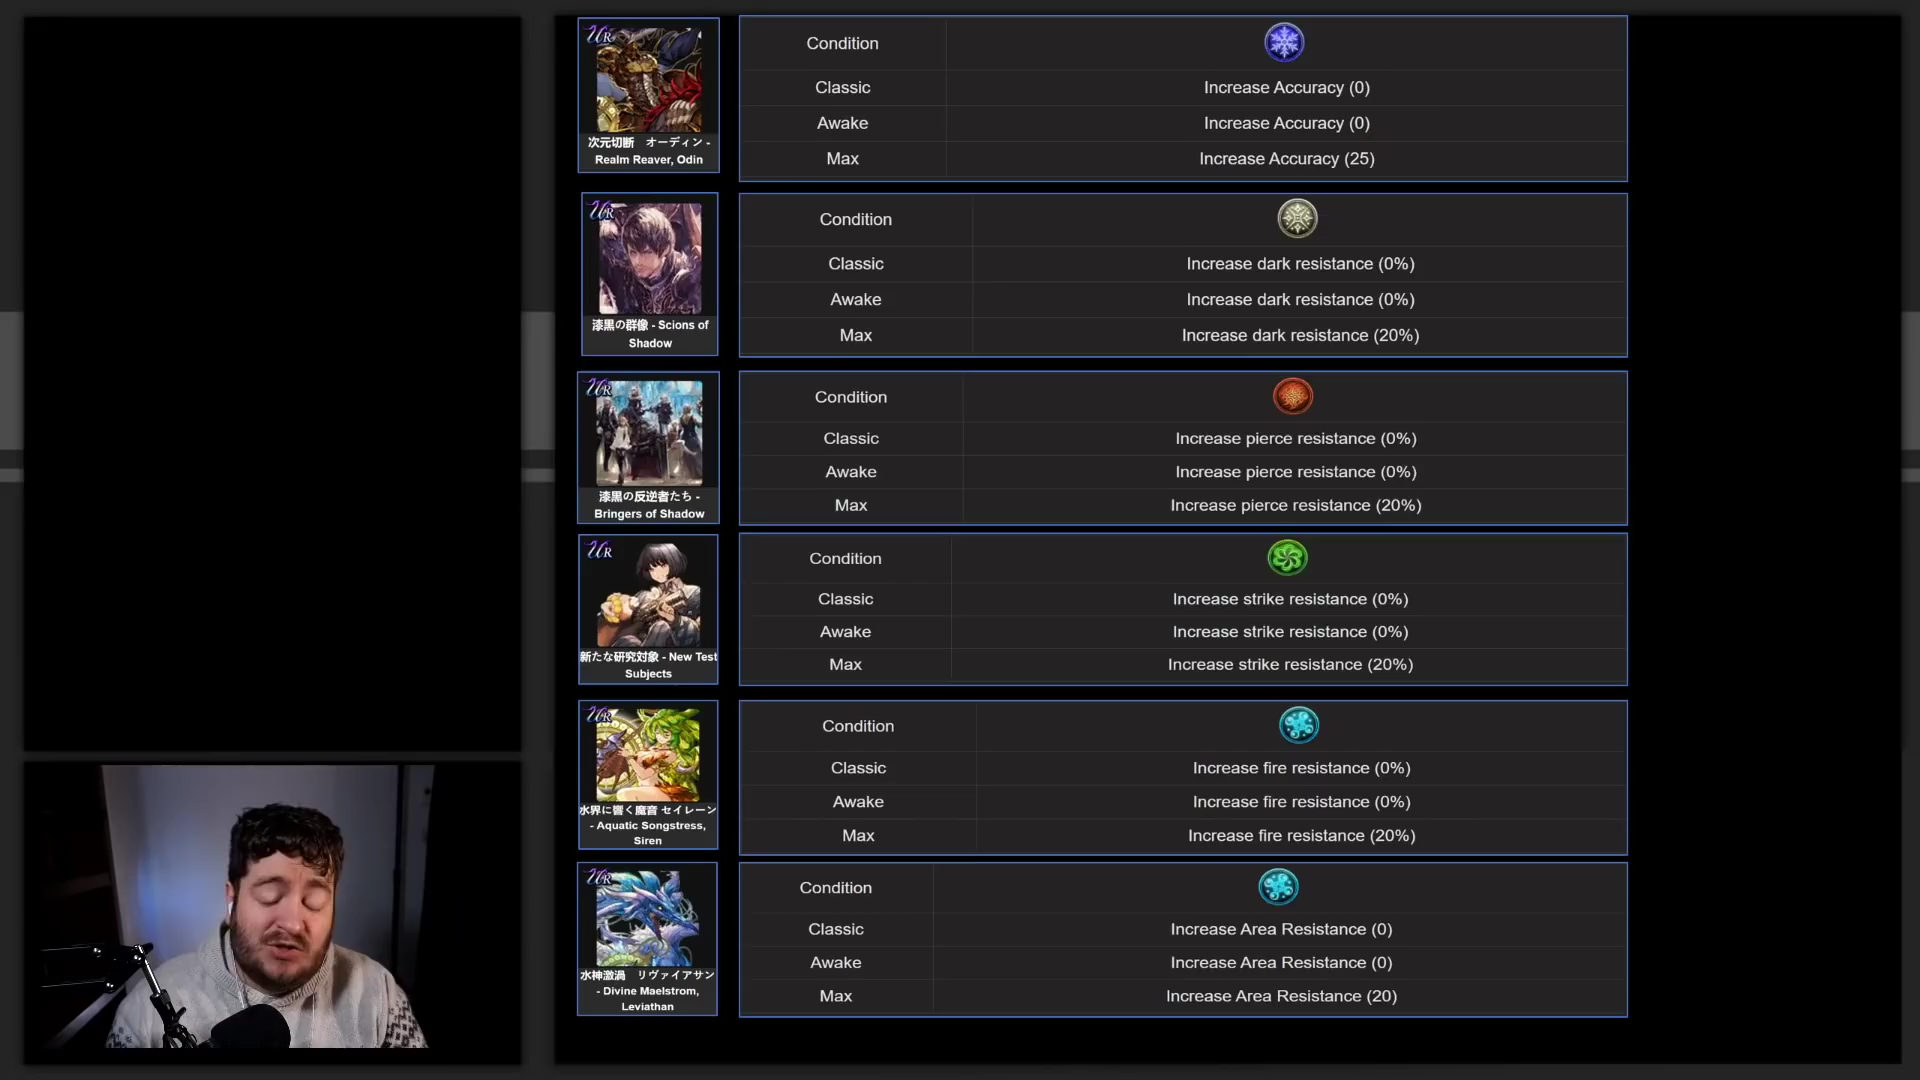 UR
次元切断　オーディン -
Realm Reaver, Odin
Condition
Classic
Increase Accuracy (0)
Awake
Increase Accuracy (0)
Max
Increase Accuracy (25)
UR
漆黒の群像 - Scions of
Shadow
Condition
Classic
Increase dark resistance (0%)
Awake
Increase dark resistance (0%)
Max
Increase dark resistance (20%)
UR
漆黒の反逆者たち -
Bringers of Shadow
Condition
Classic
Increase pierce resistance (0%)
Awake
Increase pierce resistance (0%)
Max
Increase pierce resistance (20%)
UR
新たな研究対象 - New Test
Subjects
Condition
Classic
Increase strike resistance (0%)
Awake
Increase strike resistance (0%)
Max
Increase strike resistance (20%)
UR
水界に響く魔音 セイレーン
- Aquatic Songstress,
Siren
Condition
Classic
Increase fire resistance (0%)
Awake
Increase fire resistance (0%)
Max
Increase fire resistance (20%)
UR
水神激渦　リヴァイアサン
- Divine Maelstrom,
Leviathan
Condition
Classic
Increase Area Resistance (0)
Awake
Increase Area Resistance (0)
Max
Increase Area Resistance (20)